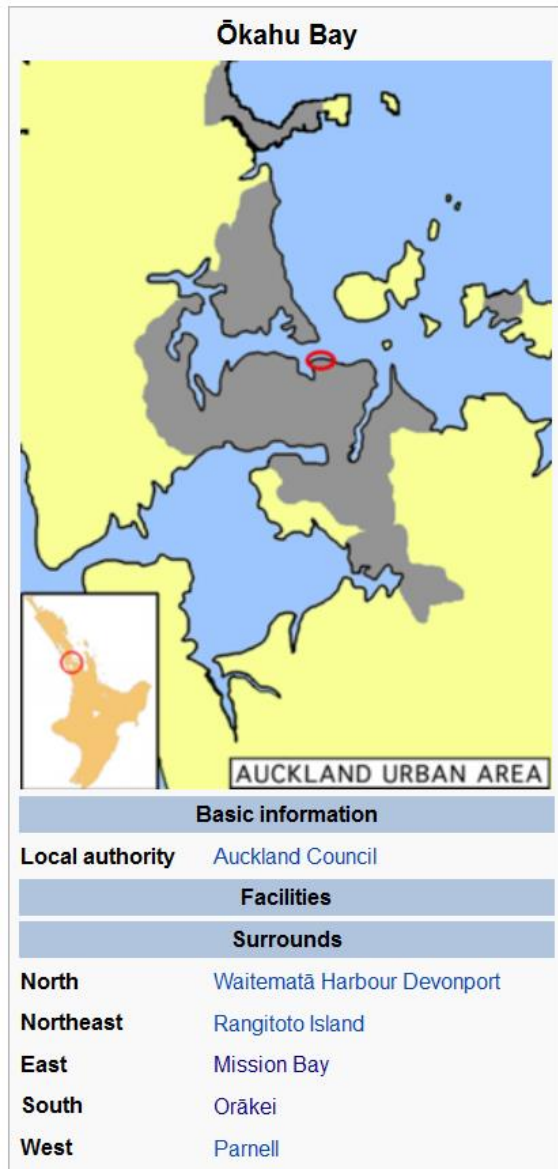 Ōkahu Bay
AUCKLAND URBAN AREA
Basic information
Local authority Auckland Council
Facilities
Surrounds
North Waitematā Harbour Devonport
Northeast Rangitoto Island
East Mission Bay
South Orākei
West Parnell